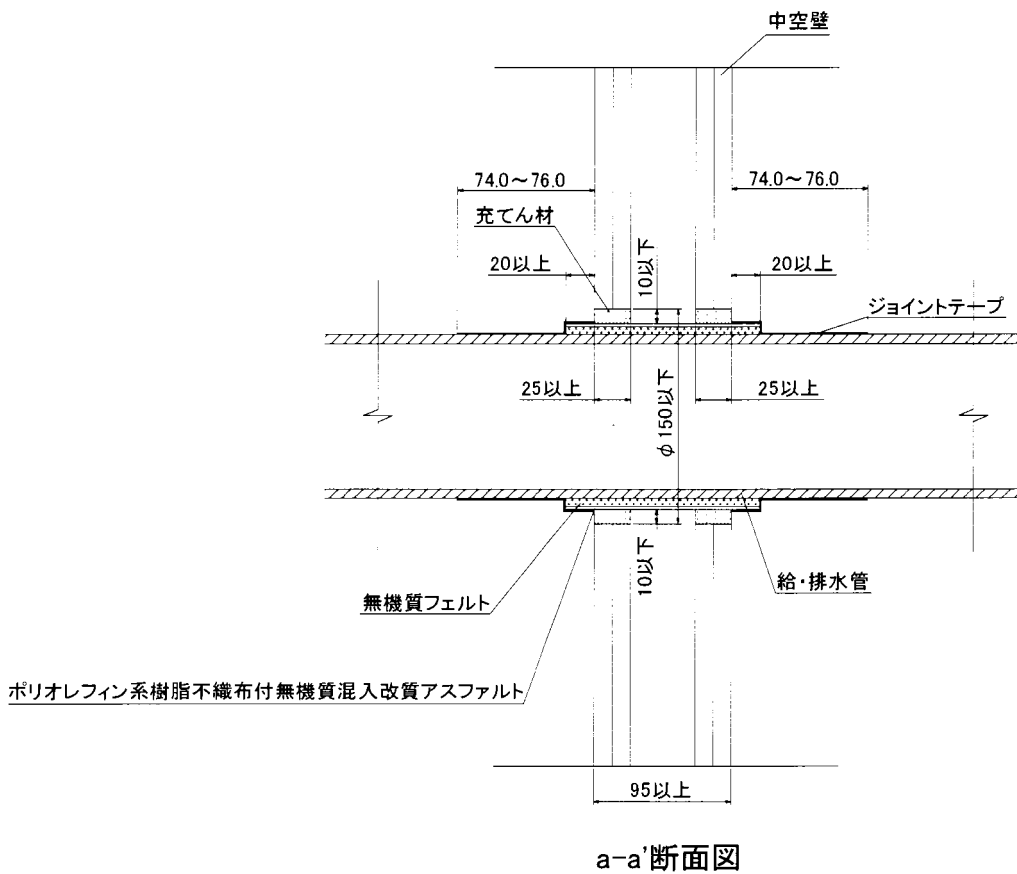 中空壁
74.0～76.0
74.0～76.0
充てん材
20以上
10以下
20以上
ジョイントテープ
25以上
φ150以下
25以上
10以下
給・排水管
無機質フェルト
ポリオレフィン系樹脂不織布付無機質混入改質アスファルト
95以上
a-a'断面図